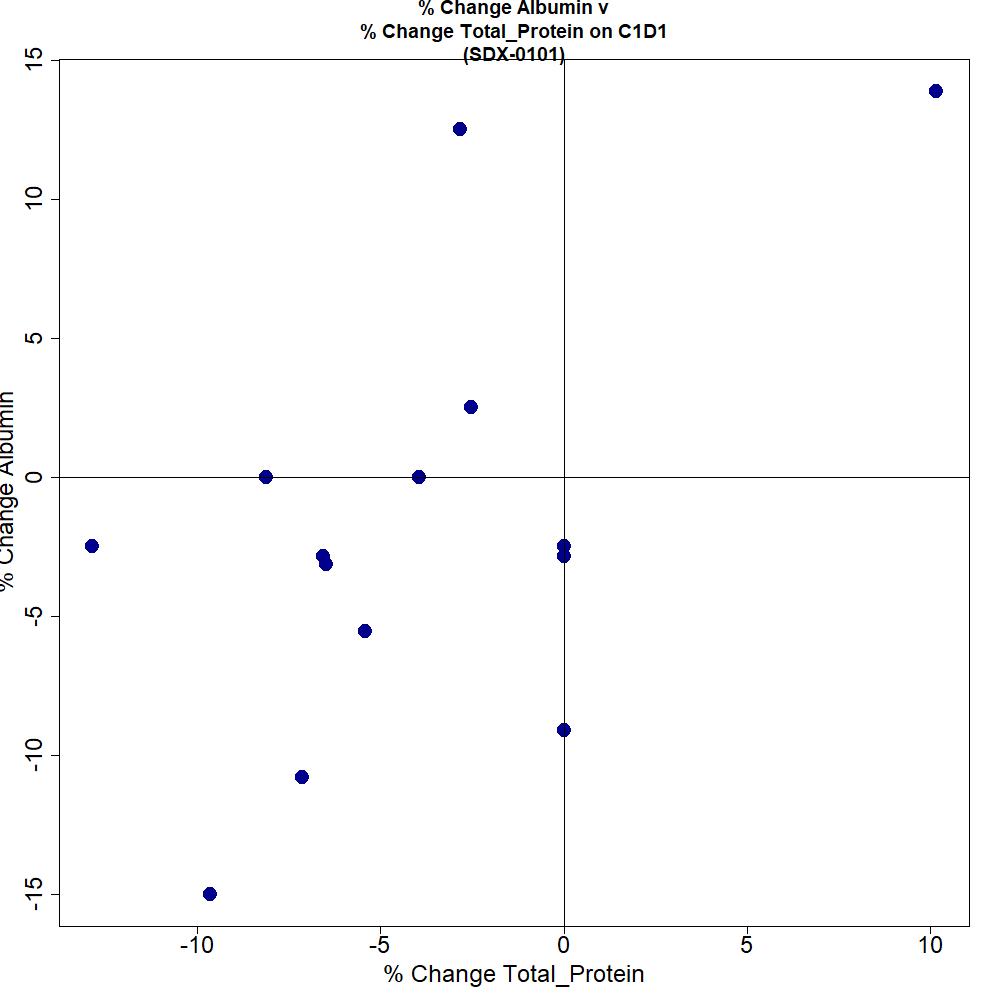 % Change Albumin v
% Change Total_Protein on C1D1
(SDX-0101)
15
10
5
0
-5
-10
-15
% Change Albumin
-10
-5
0
5
10
% Change Total_Protein